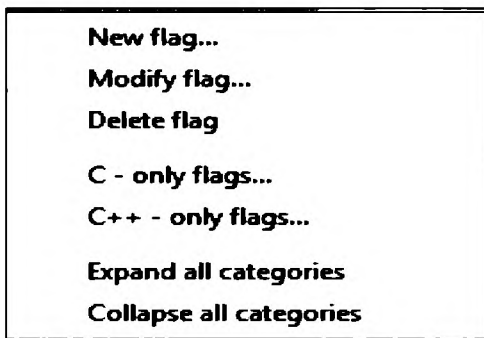 New flag...
Modify flag...
Delete flag
C - only flags...
C++ - only flags...
Expand all categories
Collapse all categories